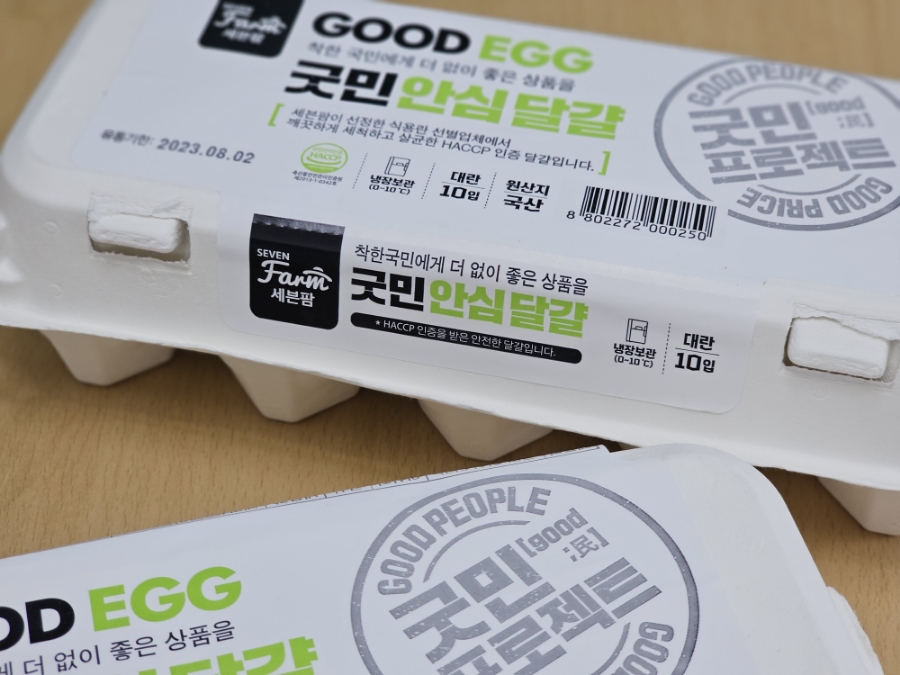 SEVEN
Farm
세븐팜
GOOD EGG
착한 국민에게 더 없이 좋은 상품을
굿민안심달걀
[ 세븐팜이 선정한 식용란 선별업체에서
깨끗하게 세척하고 살균한 HACCP 인증 달걀입니다. ]
유통기한: 2023.08.02
HACCP
냉장보관
(0~10℃)
대란
10입
원산지
국산
8 802272 000250
GOOD PEOPLE
굿민 [good
;民]
프로젝트
GOOD PRICE
SEVEN
Farm
세븐팜
착한국민에게 더 없이 좋은 상품을
굿민안심달걀
★ HACCP 인증을 받은 안전한 달걀입니다.
냉장보관
(0~10℃)
대란
10입
OD EGG
게 더 없이 좋은 상품을
심달걀
GOOD PEOPLE
굿민 [good
;民]
프로젝트
GOOD